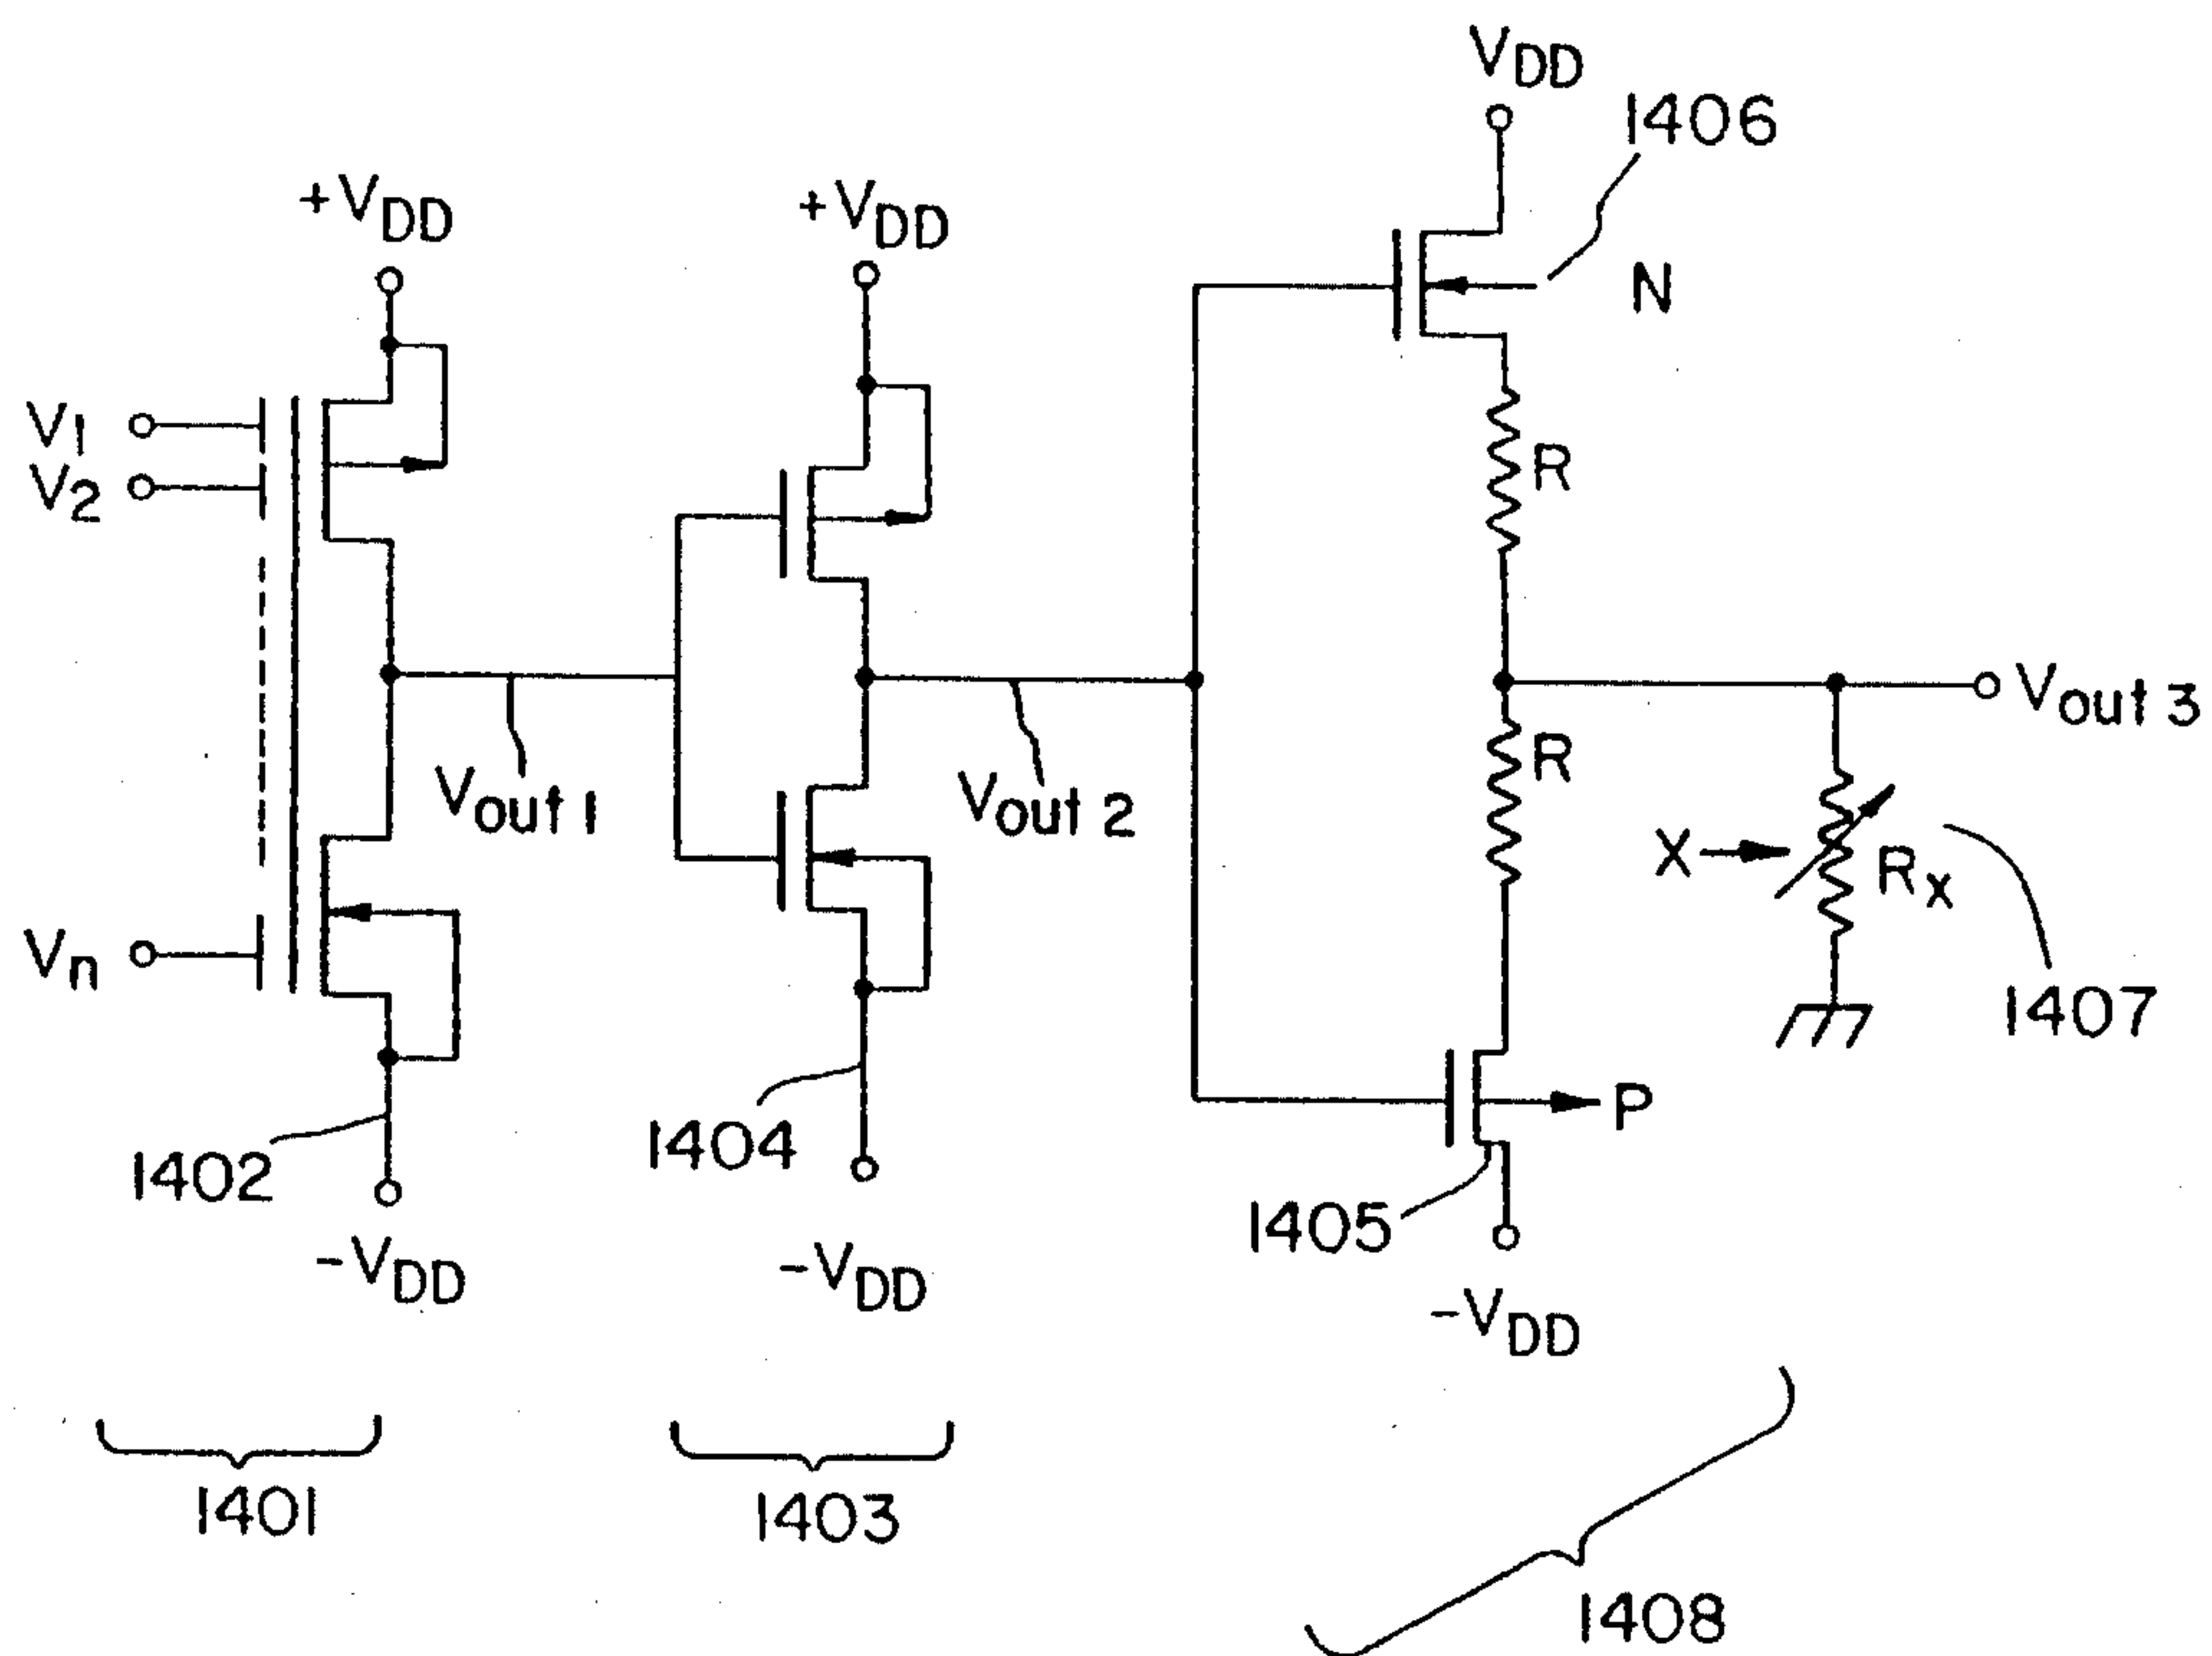 VDD
1406
+VDD
+VDD
N
V1
V2
R
Vout 3
R
Vout 1
Vout 2
X
Rx
Vn
1407
P
1402
1404
1405
-VDD
-VDD
-VDD
1401
1403
1408